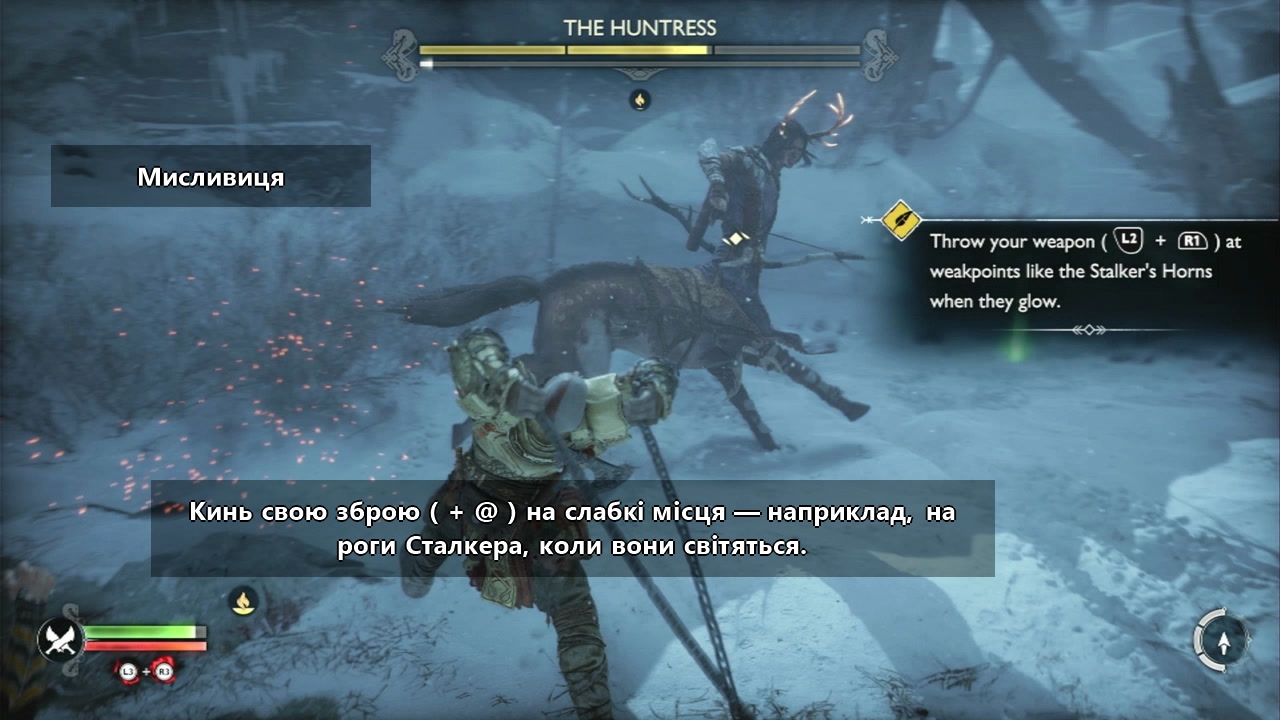 THE HUNTRESS
Мисливиця
Throw your weapon ( L2 + R1 ) at
weakpoints like the Stalker's Horns
when they glow.
Кинь свою зброю ( + @ ) на слабкі місця — наприклад, на
роги Сталкера, коли вони світяться.
L3 + R3